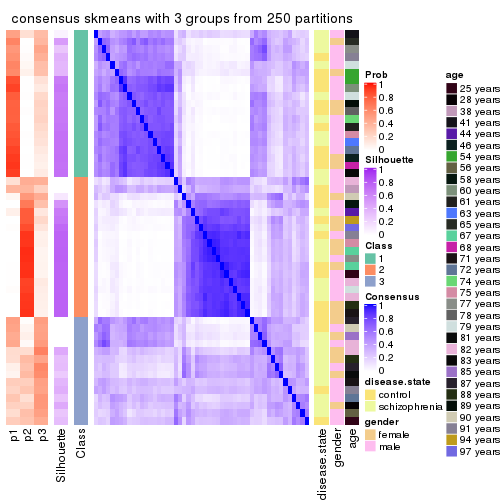 consensus skmeans with 3 groups from 250 partitions
Prob
1
0.8
0.6
0.4
0.2
0
Silhouette
1
0.8
0.6
0.4
0.2
0
Class
1
2
3
Consensus
1
0.8
0.6
0.4
0.2
0
disease.state
control
schizophrenia
gender
female
male
age
25 years
28 years
38 years
41 years
44 years
46 years
54 years
56 years
58 years
60 years
61 years
63 years
65 years
67 years
68 years
71 years
72 years
74 years
75 years
77 years
78 years
79 years
81 years
82 years
83 years
85 years
87 years
88 years
89 years
90 years
91 years
94 years
97 years
p1
p2
p3
Silhouette
Class
disease.state
gender
age